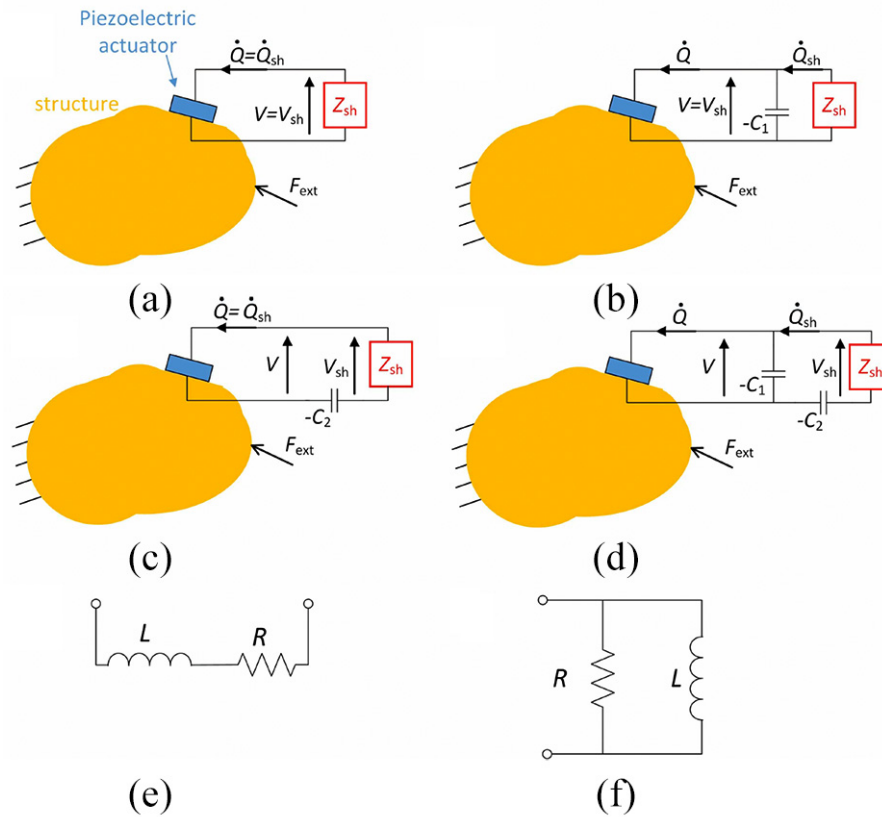 Piezoelectric
actuator
structure
Q̇=Q̇sh
V=Vsh
Zsh
Fext
(a)
Q̇
Q̇sh
V=Vsh
-C1
Zsh
Fext
(b)
Q̇=Q̇sh
V
Vsh
Zsh
-C2
Fext
(c)
Q̇
Q̇sh
V
-C1
Vsh
Zsh
-C2
Fext
(d)
L
R
(e)
R
L
(f)